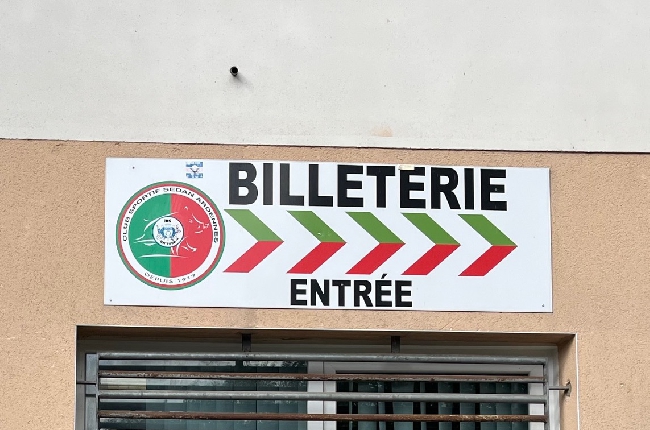 BILLETERIE
CLUB SPORTIF SEDAN ARDENNES
DEPUIS 1919
ENTRÉE